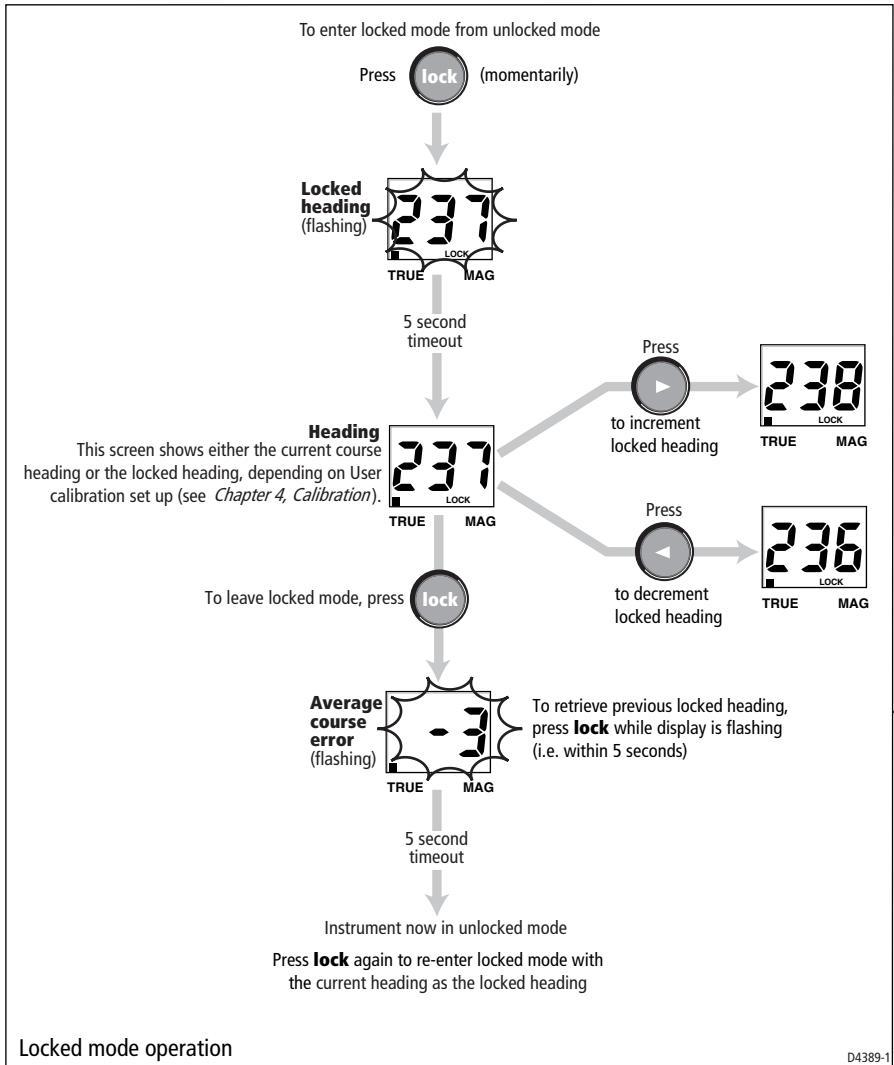 To enter locked mode from unlocked mode
Press lock (momentarily)
Locked
heading
(flashing)
237
LOCK
TRUE MAG
5 second
timeout
Heading
This screen shows either the current course
heading or the locked heading, depending on User
calibration set up (see Chapter 4, Calibration).
237
LOCK
TRUE MAG
Press
to increment
locked heading
238
LOCK
TRUE MAG
Press
to decrement
locked heading
236
LOCK
TRUE MAG
To leave locked mode, press lock
Average
course
error
(flashing)
-3
TRUE MAG
To retrieve previous locked heading,
press lock while display is flashing
(i.e. within 5 seconds)
5 second
timeout
Instrument now in unlocked mode
Press lock again to re-enter locked mode with
the current heading as the locked heading
Locked mode operation
D4389-1